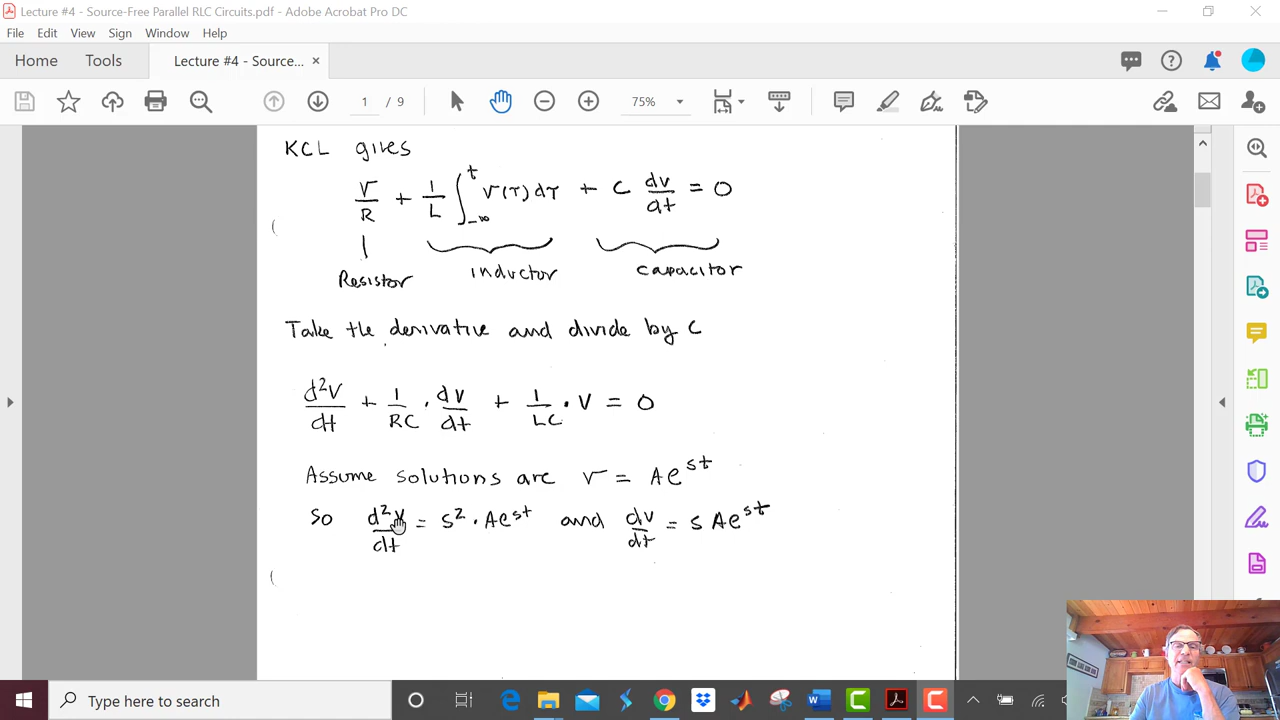 Lecture #4 - Source-Free Parallel RLC Circuits.pdf - Adobe Acrobat Pro DC
File Edit View Sign Window Help
Home Tools Lecture #4 - Source... ×
1 / 9 75%
KCL gives
V/R + 1/L ∫_{-∞}^{t} V(τ) dτ + C dv/dt = 0
Resistor inductor capacitor
Take the derivative and divide by C
d²V/dt + 1/RC · dV/dt + 1/LC · V = 0
Assume solutions are V = Ae^{st}
So d²V/dt = s² · Ae^{st} and dv/dt = s Ae^{st}
Type here to search